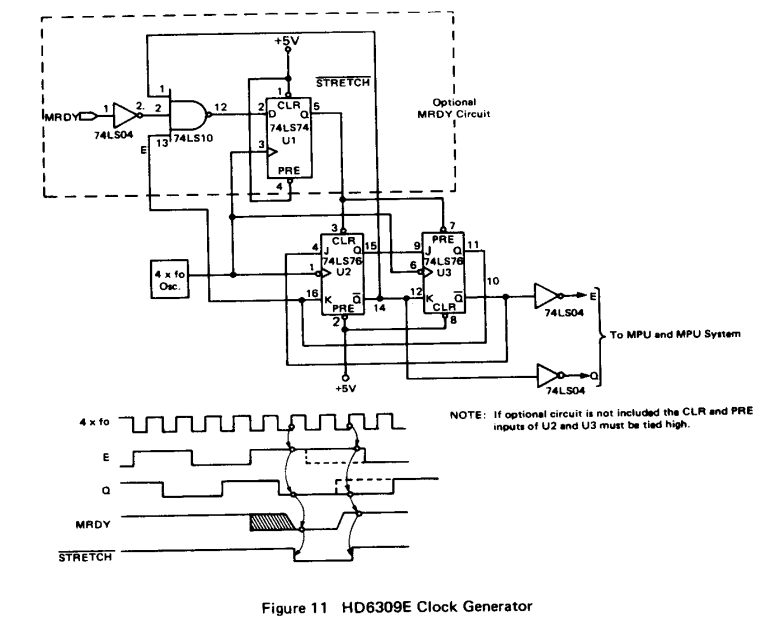 +5V
STRETCH
Optional
MRDY Circuit
MRDY
1
2
74LS04
1
2
13
12
74LS10
E
2
3
1
CLR
5
D
Q
74LS74
U1
PRE
4
4 x fo
Osc.
3
CLR
4
J
Q
15
74LS76
1
U2
16
K
Q
14
PRE
2
+5V
7
PRE
9
J
Q
11
74LS76
6
U3
12
K
Q
10
CLR
8
74LS04
E
To MPU and MPU System
74LS04
Q
NOTE: If optional circuit is not included the CLR and PRE
inputs of U2 and U3 must be tied high.
4 x fo
E
Q
MRDY
STRETCH
Figure 11 HD6309E Clock Generator